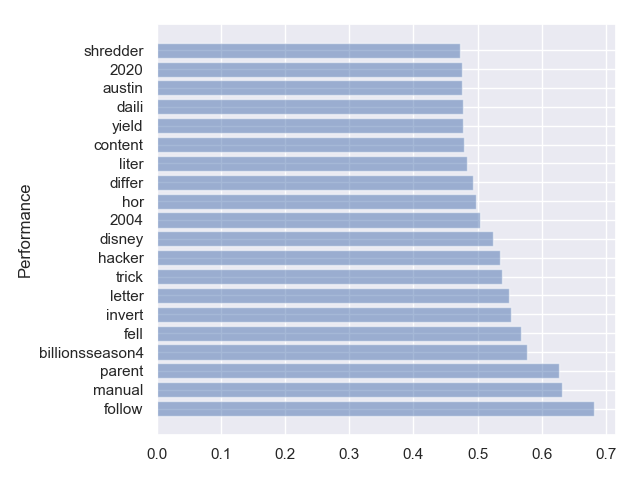 shredder
2020
austin
daili
yield
content
liter
differ
hor
2004
disney
hacker
trick
letter
invert
fell
billionsseason4
parent
manual
follow
Performance
0.0 0.1 0.2 0.3 0.4 0.5 0.6 0.7